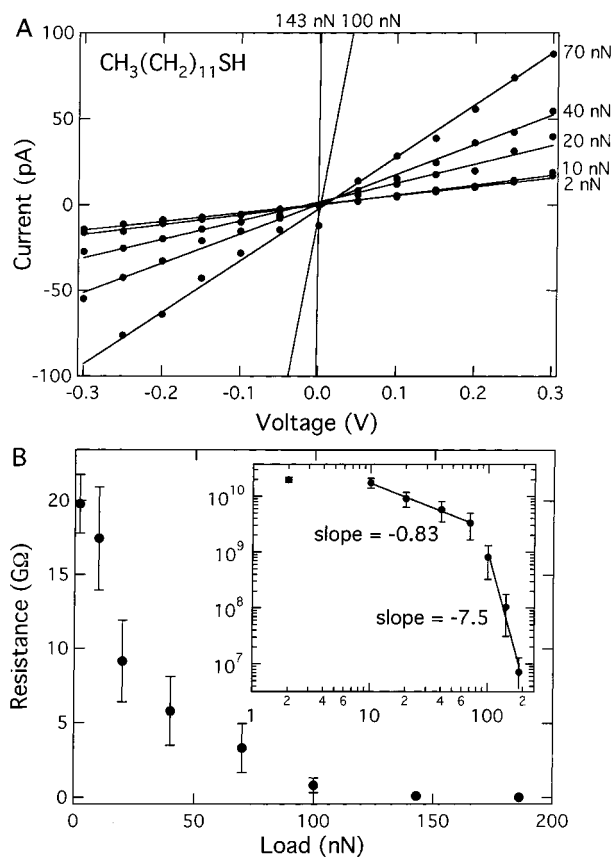 A
143 nN 100 nN
CH3(CH2)11SH
100
50
0
-50
-100
Current (pA)
70 nN
40 nN
20 nN
10 nN
2 nN
-0.3 -0.2 -0.1 0.0 0.1 0.2 0.3
Voltage (V)
B
20
15
10
5
0
Resistance (GΩ)
10^10
10^9
10^8
10^7
slope = -0.83
slope = -7.5
1 2 4 6 10 2 4 6 100 2
0 50 100 150 200
Load (nN)